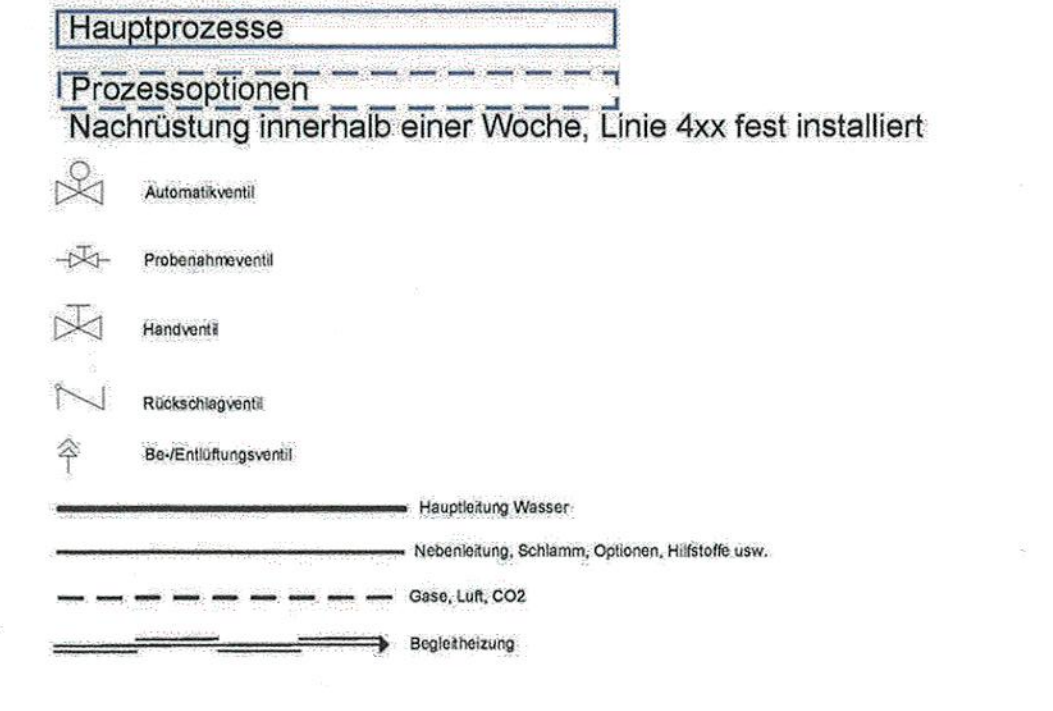 Hauptprozesse
Prozessoptionen
Nachrüstung innerhalb einer Woche, Linie 4xx fest installiert
Automatikventil
Probenahmeventil
Handventil
Rückschlagventil
Be-/Entlüftungsventil
Hauptleitung Wasser
Nebenleitung, Schlamm, Optionen, Hilfstoffe usw.
Gase, Luft, CO2
Begleitheizung